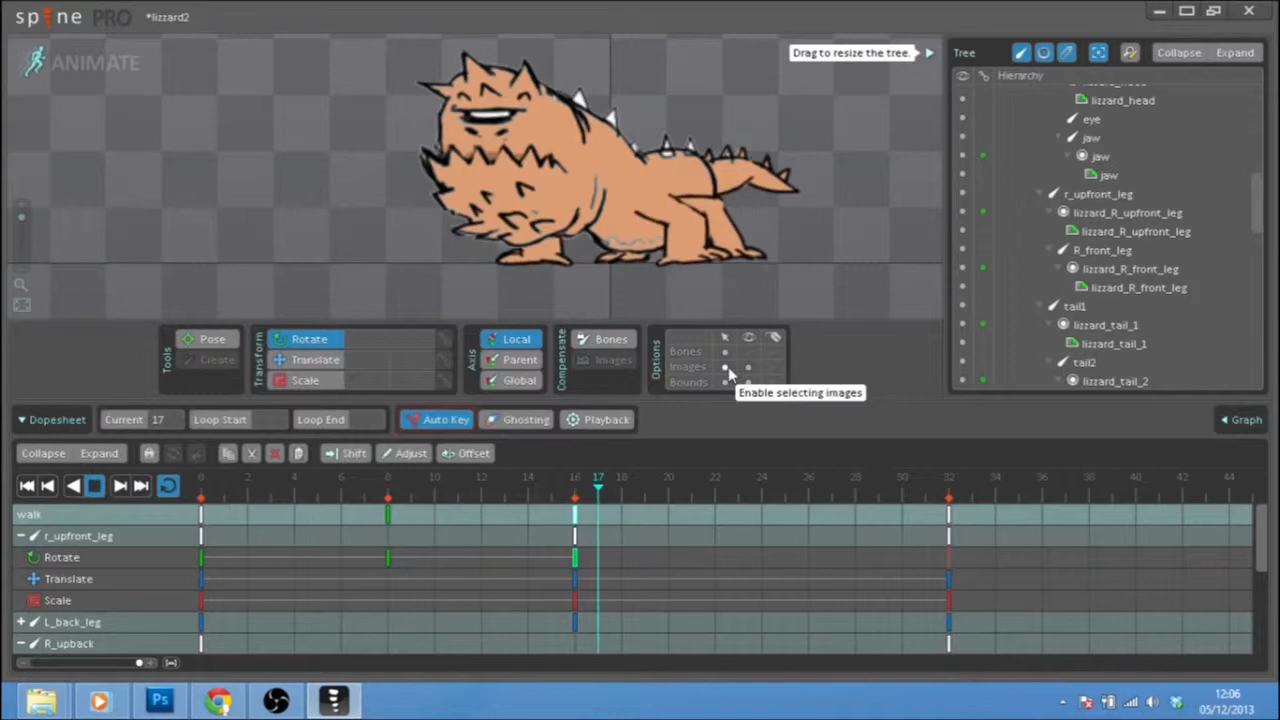 spine PRO *lizzard2
ANIMATE
Drag to resize the tree.
Tree Collapse Expand
Hierarchy
lizzard_head
eye
jaw
jaw
jaw
r_upfront_leg
lizzard_R_upfront_leg
lizzard_R_upfront_leg
R_front_leg
lizzard_R_front_leg
lizzard_R_front_leg
tail1
lizzard_tail_1
lizzard_tail_1
tail2
lizzard_tail_2
Tools
Pose
Create
Transform
Rotate
Translate
Scale
Axis
Local
Parent
Global
Compensate
Bones
Images
Options
Bones
Images
Bounds
Enable selecting images
Dopesheet Current 17 Loop Start Loop End Auto Key Ghosting Playback Graph
Collapse Expand Shift Adjust Offset
0 2 4 6 8 10 12 14 16 17 18 20 22 24 26 28 30 32 34 36 38 40 42 44
walk
r_upfront_leg
Rotate
Translate
Scale
L_back_leg
R_upback
Ps
12:06
05/12/2013